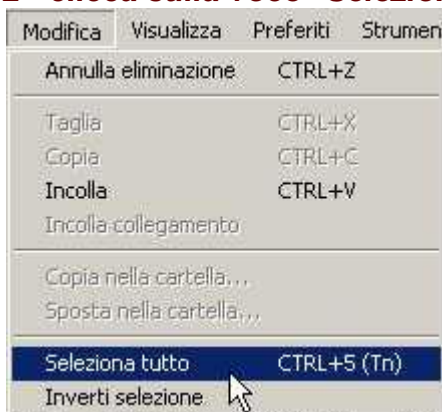 Modifica Visualizza Preferiti Strumen
Annulla eliminazione CTRL+Z
Taglia CTRL+X
Copia CTRL+C
Incolla CTRL+V
Incolla collegamento
Copia nella cartella...
Sposta nella cartella...
Seleziona tutto CTRL+5 (Tn)
Inverti selezione